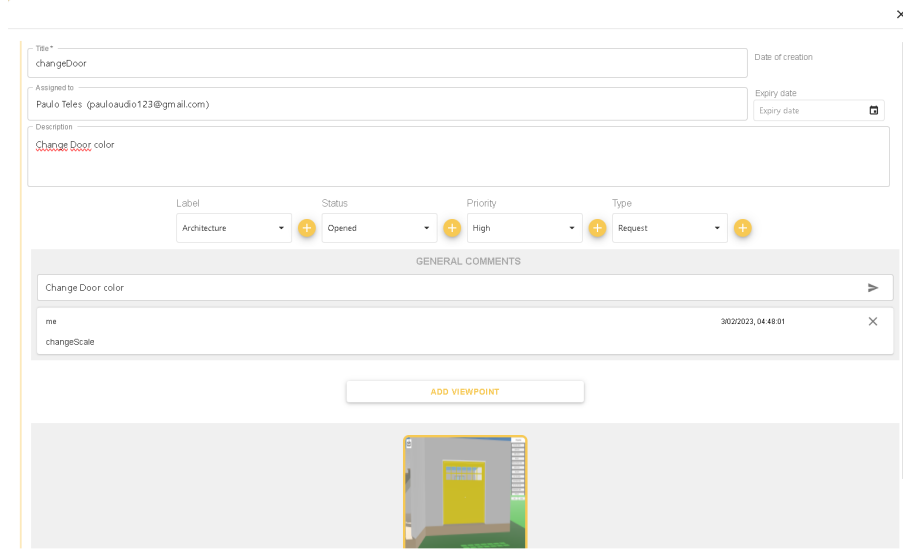 Title *
changeDoor
Date of creation
Assigned to
Paulo Teles (pauloaudio123@gmail.com)
Expiry date
Expiry date
Description
Change Door color
Label
Status
Priority
Type
Architecture
Opened
High
Request
GENERAL COMMENTS
Change Door color
me
3/02/2023, 04:48:01
changeScale
ADD VIEWPOINT